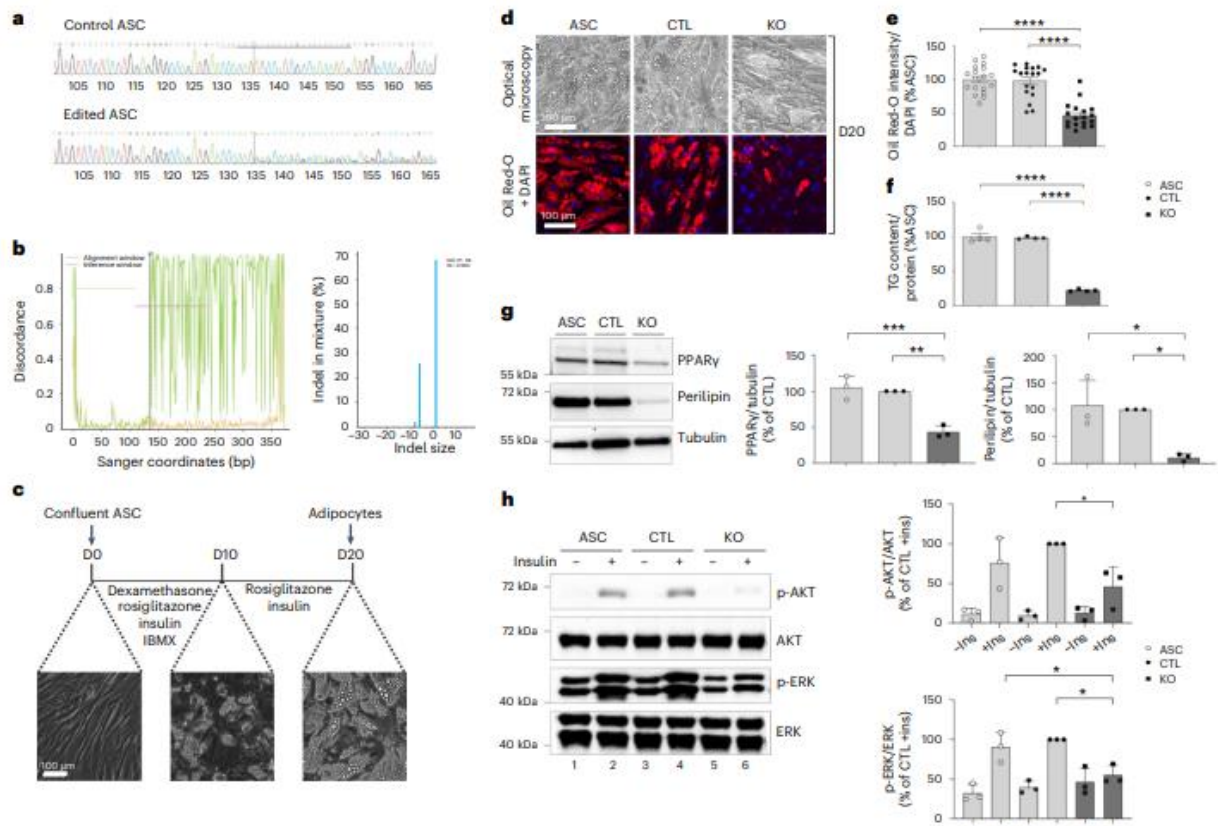 a
Control ASC
105 110 115 120 125 130 135 140 145 150 155 160 165
Edited ASC
105 110 115 120 125 130 135 140 145 150 155 160 165
b
Alignment window
Inference window
Discordance
0.8
0.6
0.4
0.2
0
0 50 100 150 200 250 300 350
Sanger coordinates (bp)
Indel in mixture (%)
70
60
50
40
30
20
10
0
−30 −20 −10 0 10
Indel size
c
Confluent ASC
Adipocytes
D0
D10
D20
Dexamethasone
rosiglitazone
insulin
IBMX
Rosiglitazone
insulin
100 µm
d
ASC CTL KO
Optical
microscopy
100 µm
Oil Red-O
+ DAPI
100 µm
D20
e
Oil Red-O intensity/
DAPI (%ASC)
150
100
50
0
****
****
f
TG content/
protein (%ASC)
150
100
50
0
****
****
ASC
CTL
KO
g
ASC CTL KO
PPARγ
55 kDa
72 kDa
Perilipin
55 kDa
Tubulin
PPARγ/tubulin
(% of CTL)
150
100
50
0
***
**
Perilipin/tubulin
(% of CTL)
200
150
100
50
0
*
*
h
ASC CTL KO
Insulin − + − + − +
72 kDa
p-AKT
72 kDa
AKT
p-ERK
40 kDa
ERK
40 kDa
1 2 3 4 5 6
p-AKT/AKT
(% of CTL +ins)
150
100
50
0
*
−Ins +Ins −Ins +Ins −Ins +Ins
ASC
CTL
KO
p-ERK/ERK
(% of CTL +ins)
150
100
50
0
*
*